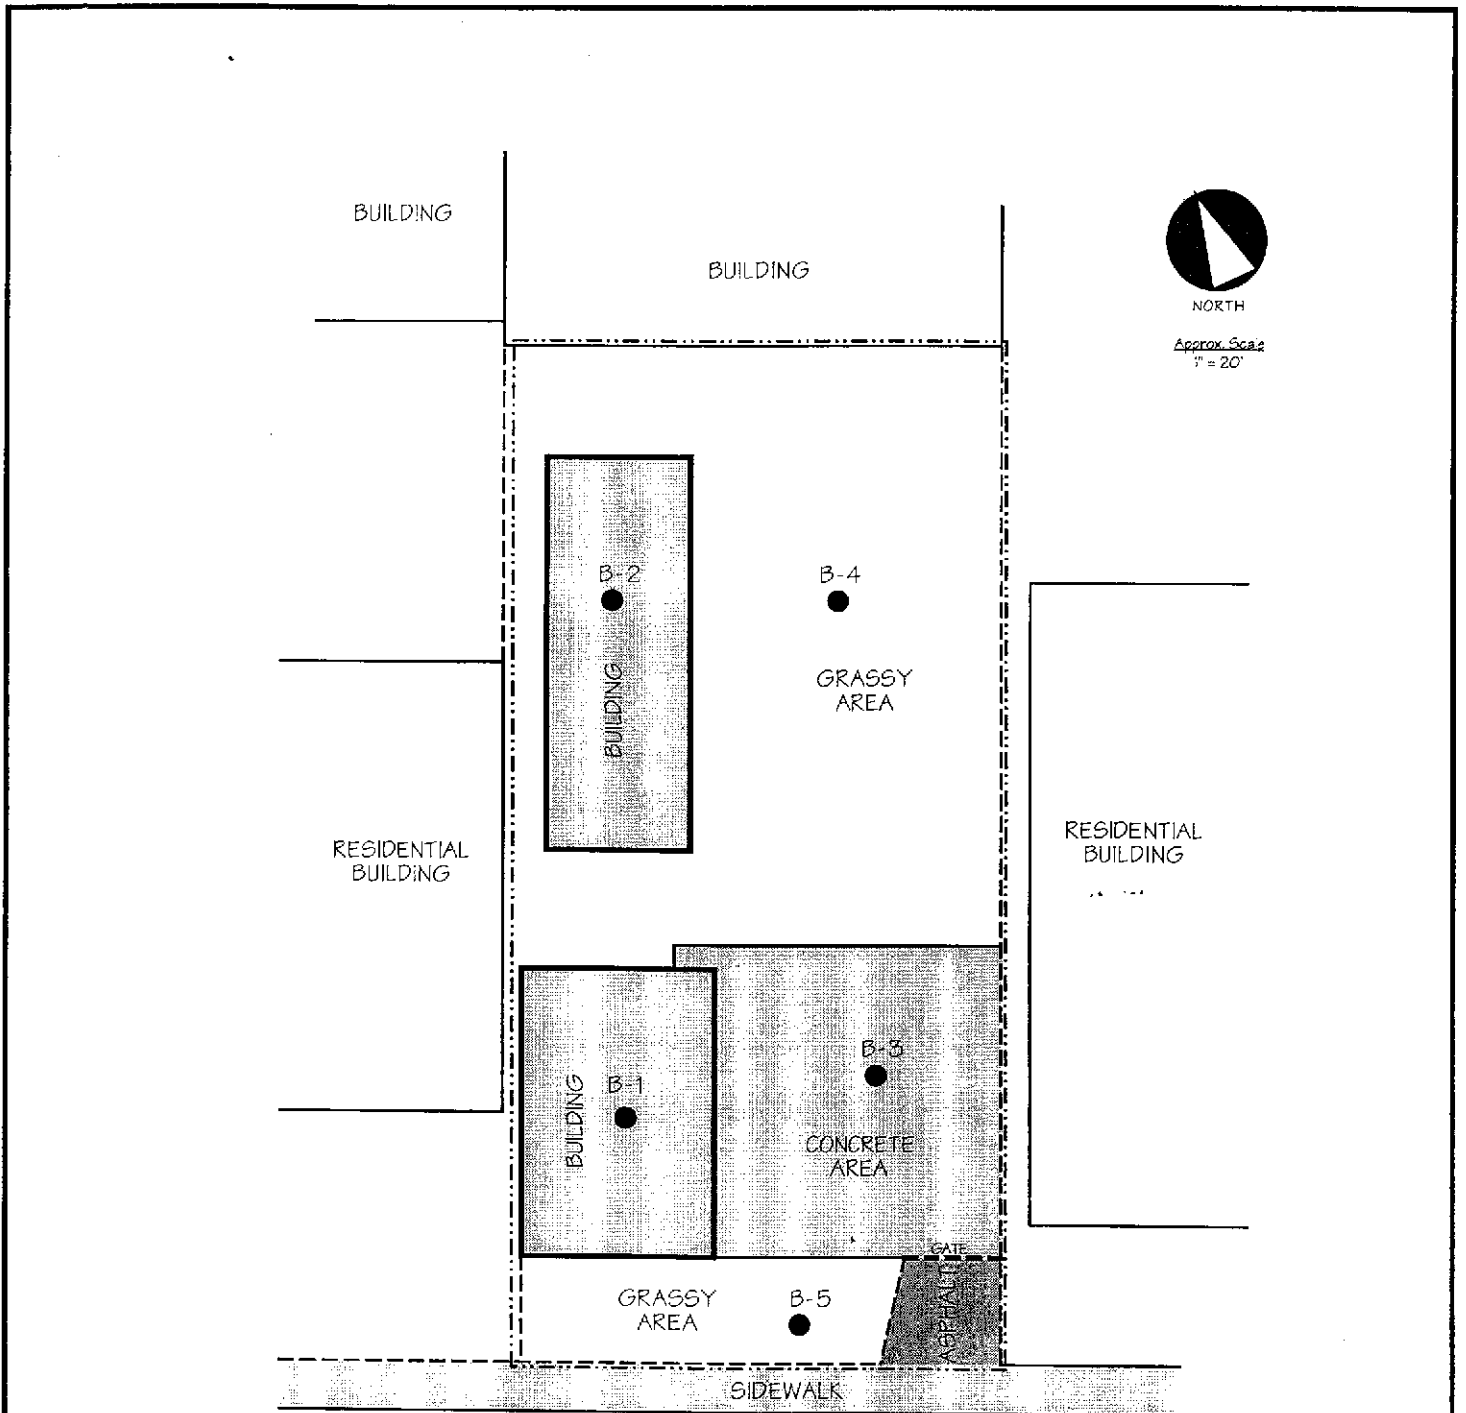 BUILDING
BUILDING
NORTH
Approx. Scale
1" = 20'
B-2
B-4
BUILDING
GRASSY
AREA
RESIDENTIAL
BUILDING
RESIDENTIAL
BUILDING
B-3
BUILDING
B-1
CONCRETE
AREA
GATE
ASPHALT
GRASSY
AREA
B-5
SIDEWALK